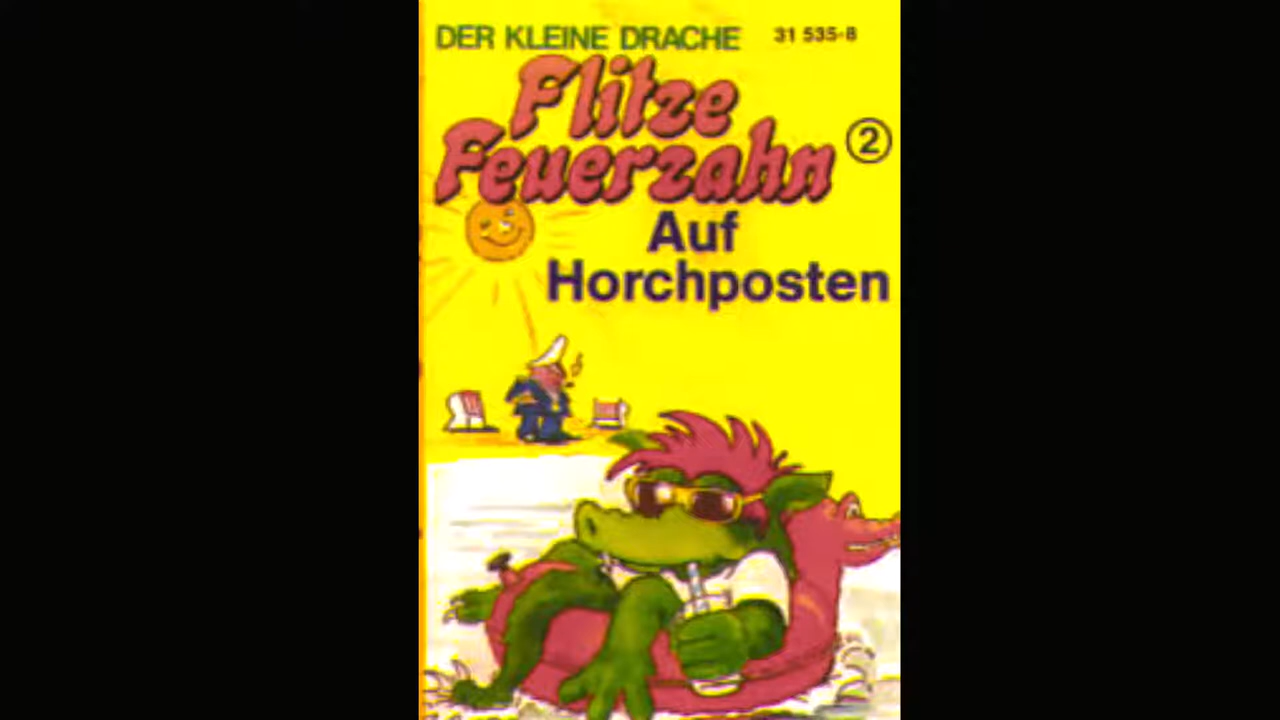 DER KLEINE DRACHE 31 535-8
Flitze
Feuerzahn 2
Auf
Horchposten